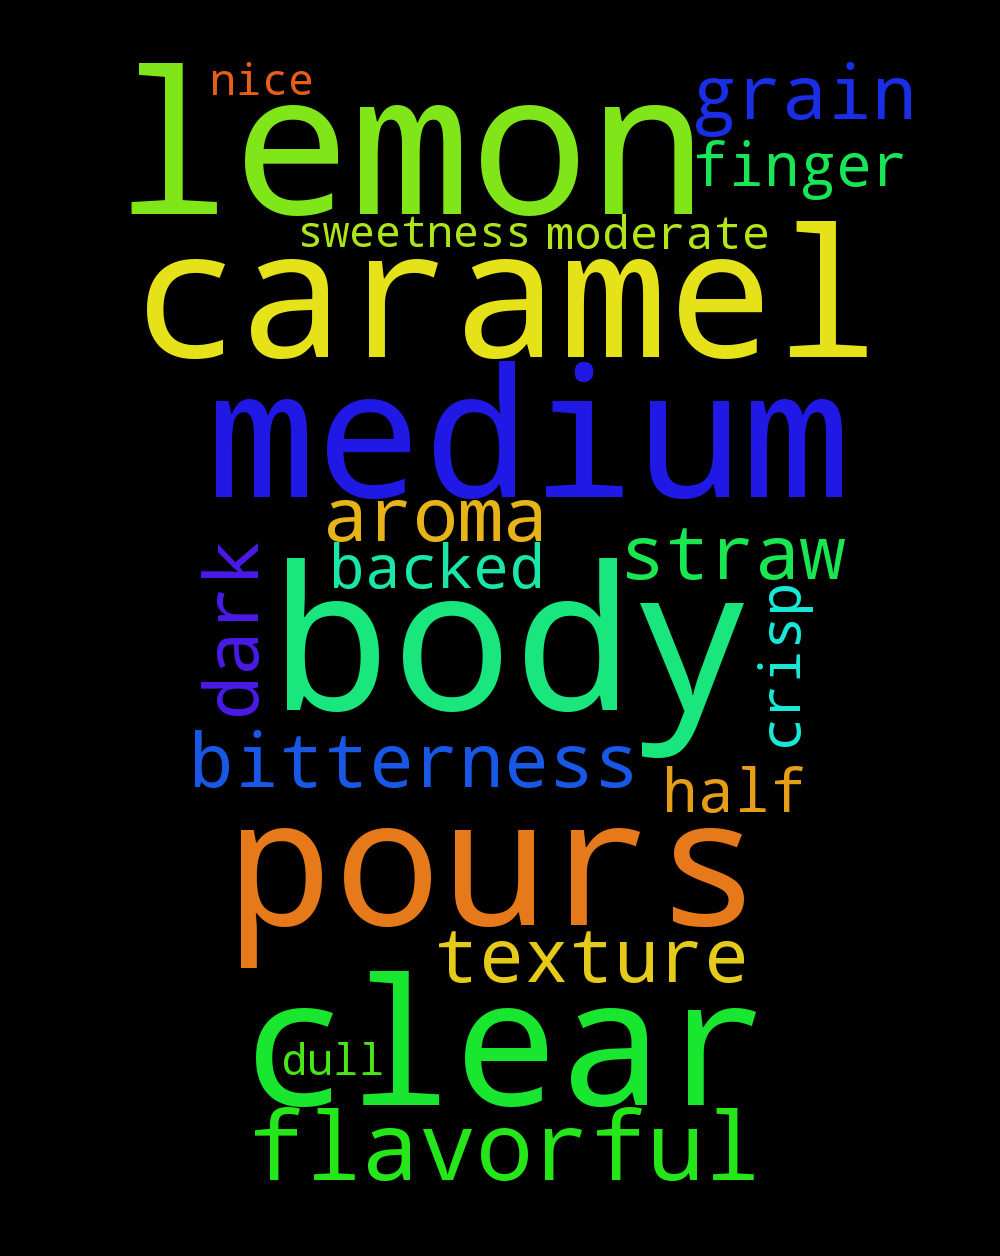 nice
lemon
grain
finger
sweetness moderate
caramel
medium
aroma
backed
straw
dark
body
crisp
bitterness
half
pours
texture
clear
dull
flavorful